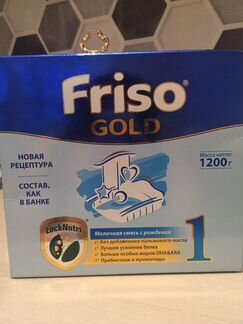 Friso®
GOLD
НОВАЯ
РЕЦЕПТУРА
Масса нетто:
1200 г
СОСТАВ,
КАК
В БАНКЕ
LockNutri
Молочная смесь с рождения
Без добавления пальмового масла
Лучшее усвоение белка
Больше особых жиров DHA&ARA
Пребиотики и нуклеотиды
1